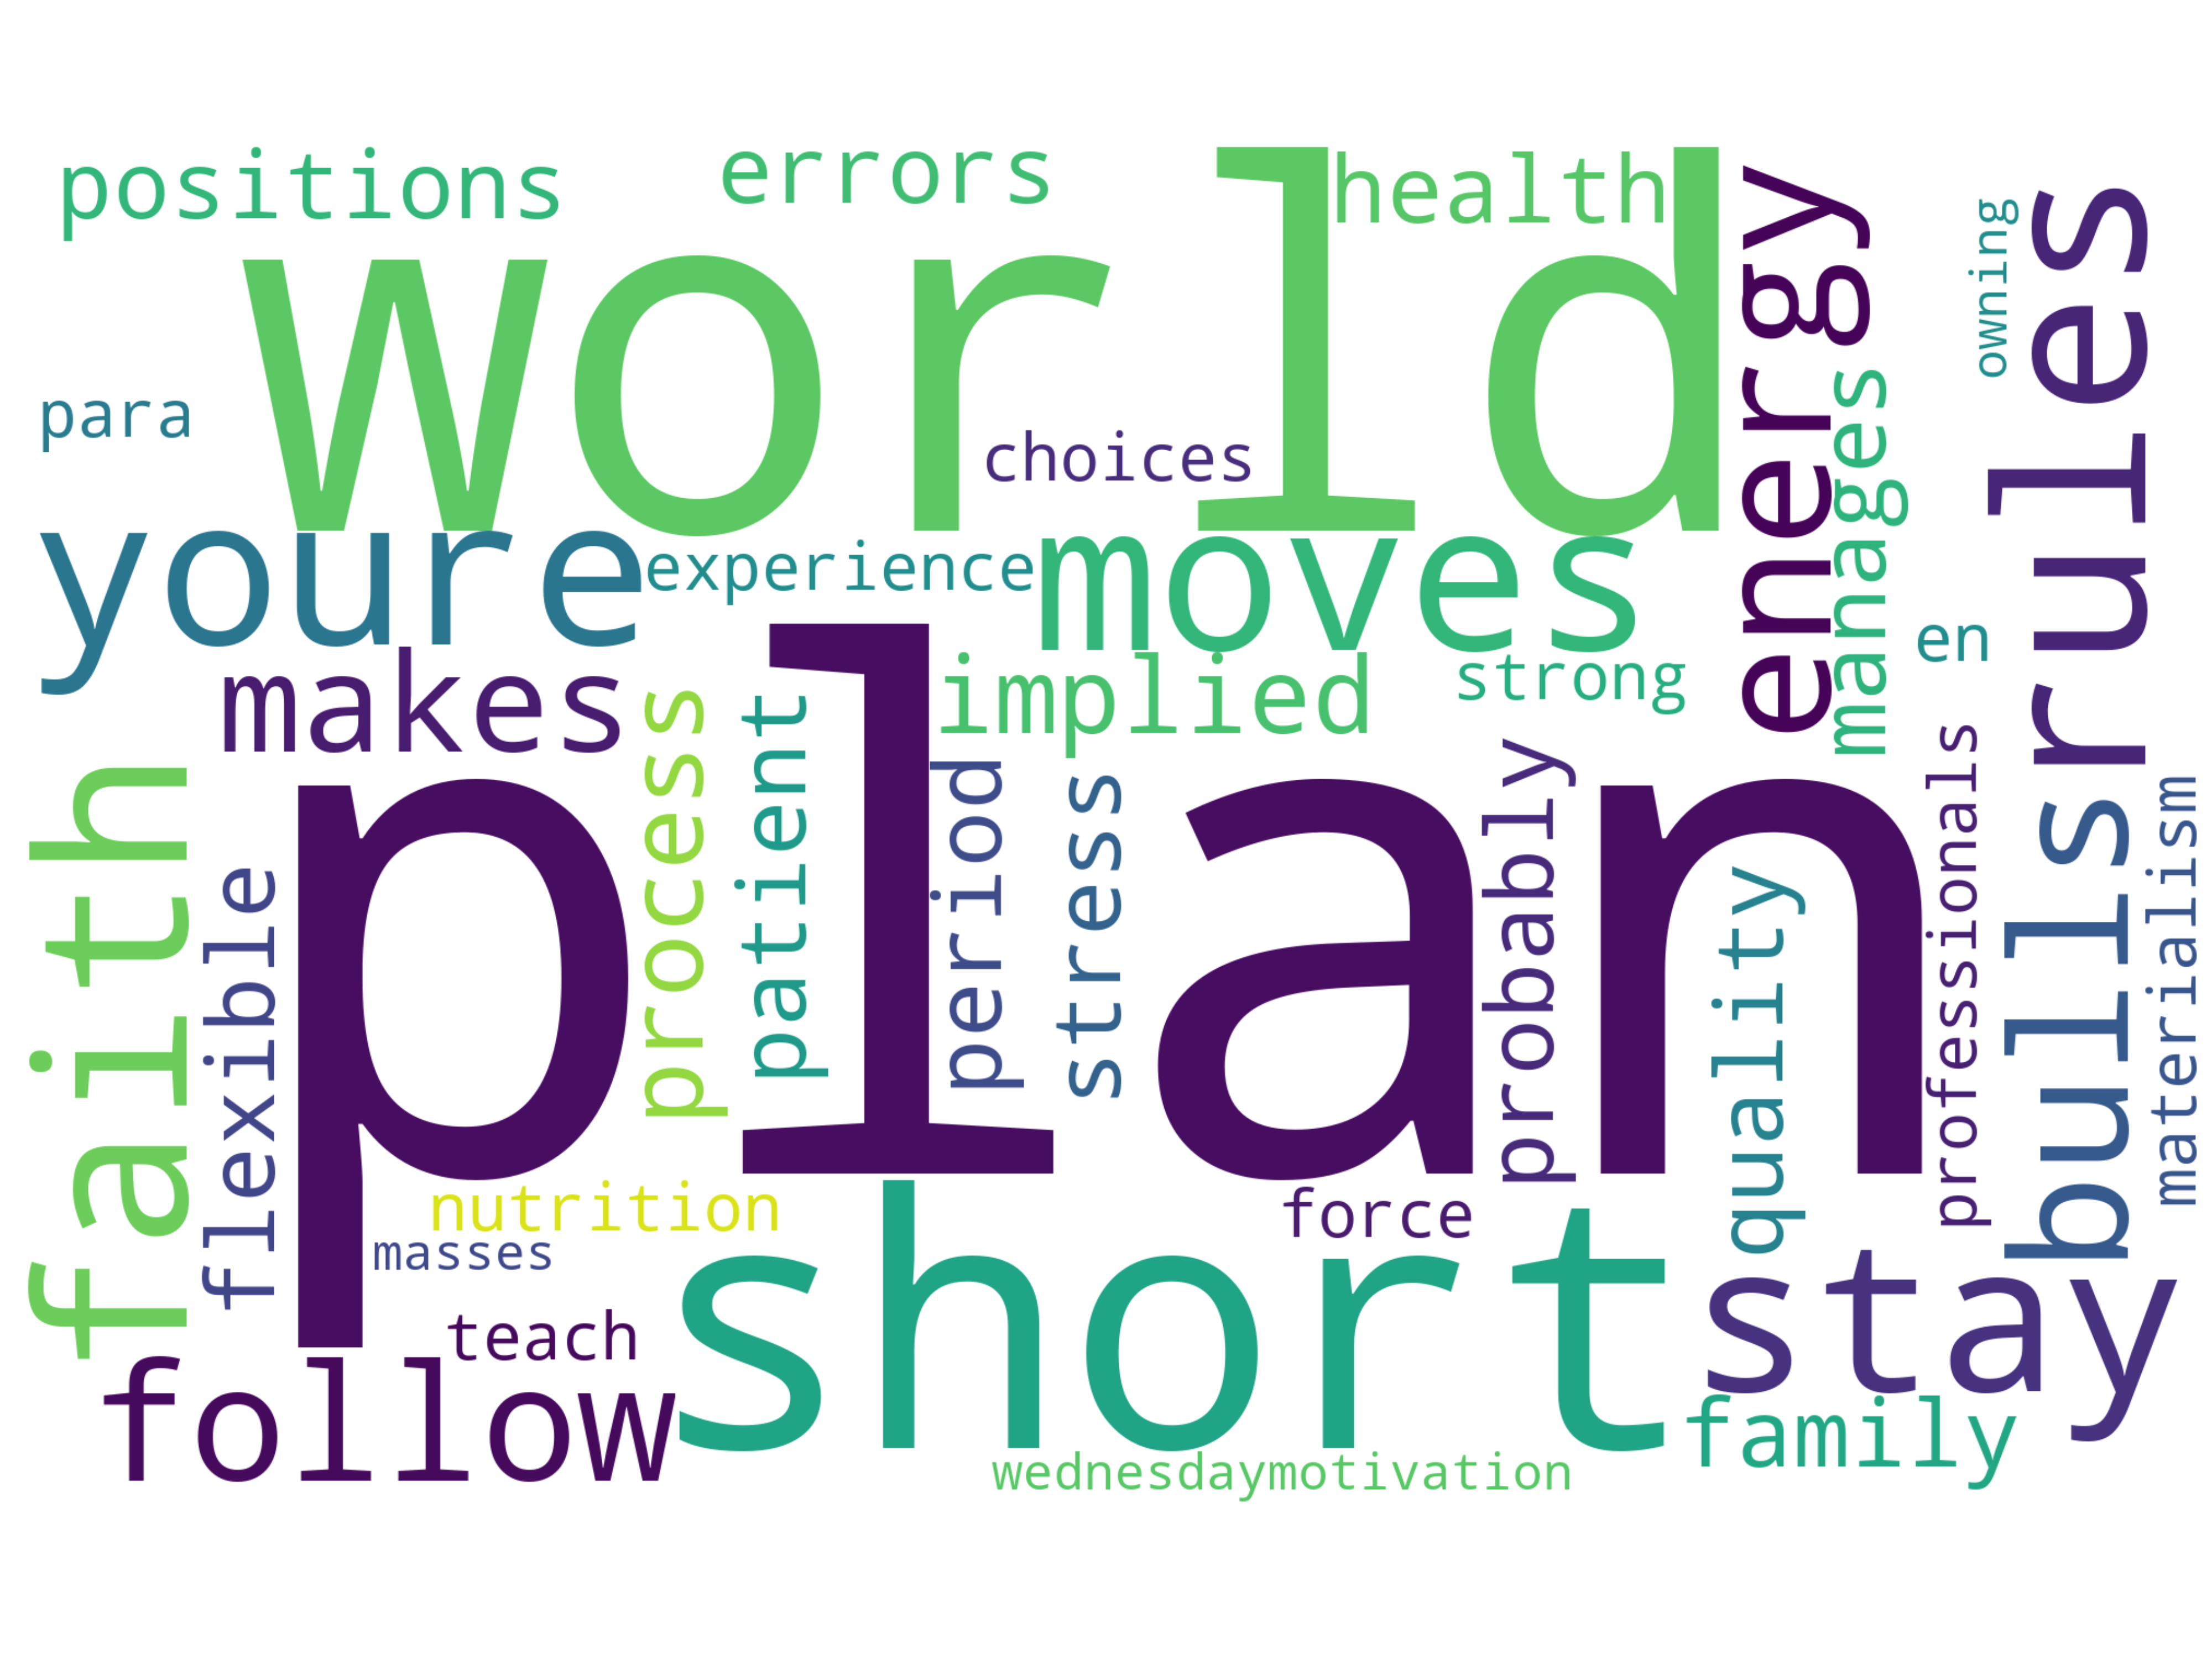 positions
errors
health
world
energy
owning
rules
para
choices
manages
youre
experience
moves
en
makes
implied
strong
process
patient
period
stress
probably
professionals
bulls
materialism
faith
flexible
plan
quality
nutrition
force
masses
short
stay
teach
follow
family
wednesdaymotivation